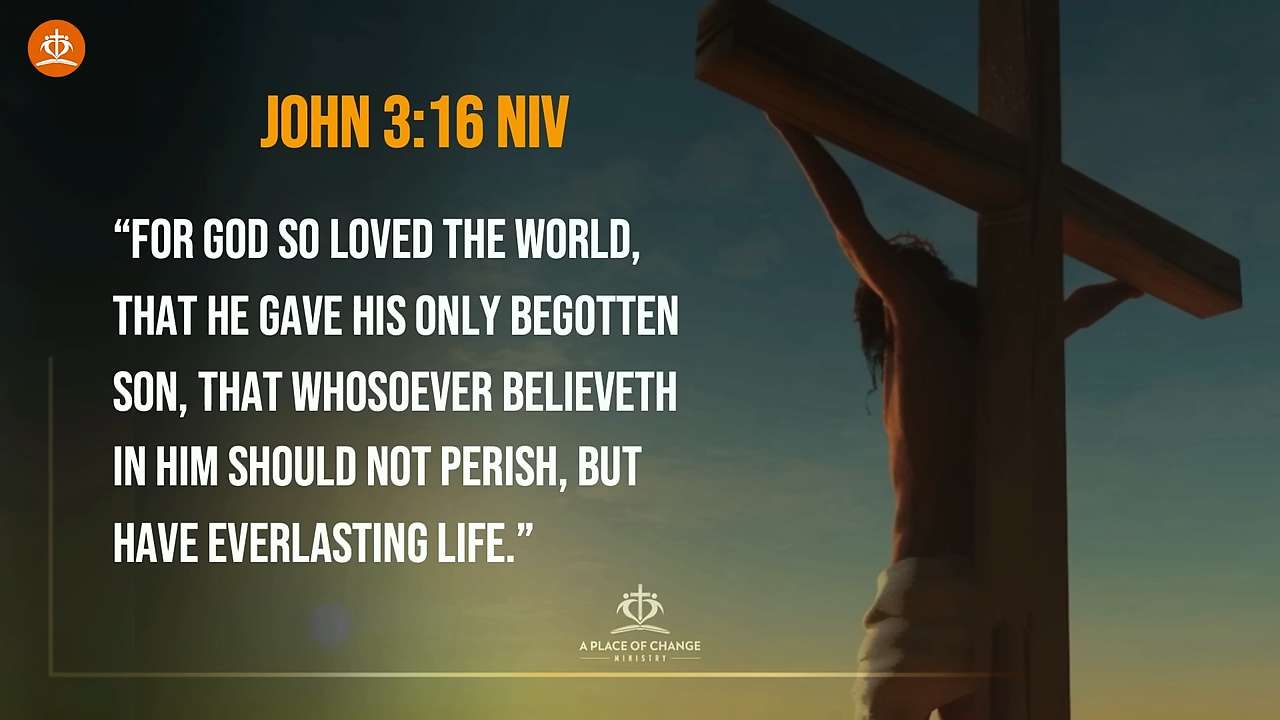 JOHN 3:16 NIV
“FOR GOD SO LOVED THE WORLD,
THAT HE GAVE HIS ONLY BEGOTTEN
SON, THAT WHOSOEVER BELIEVETH
IN HIM SHOULD NOT PERISH, BUT
HAVE EVERLASTING LIFE.”
A PLACE OF CHANGE
MINISTRY